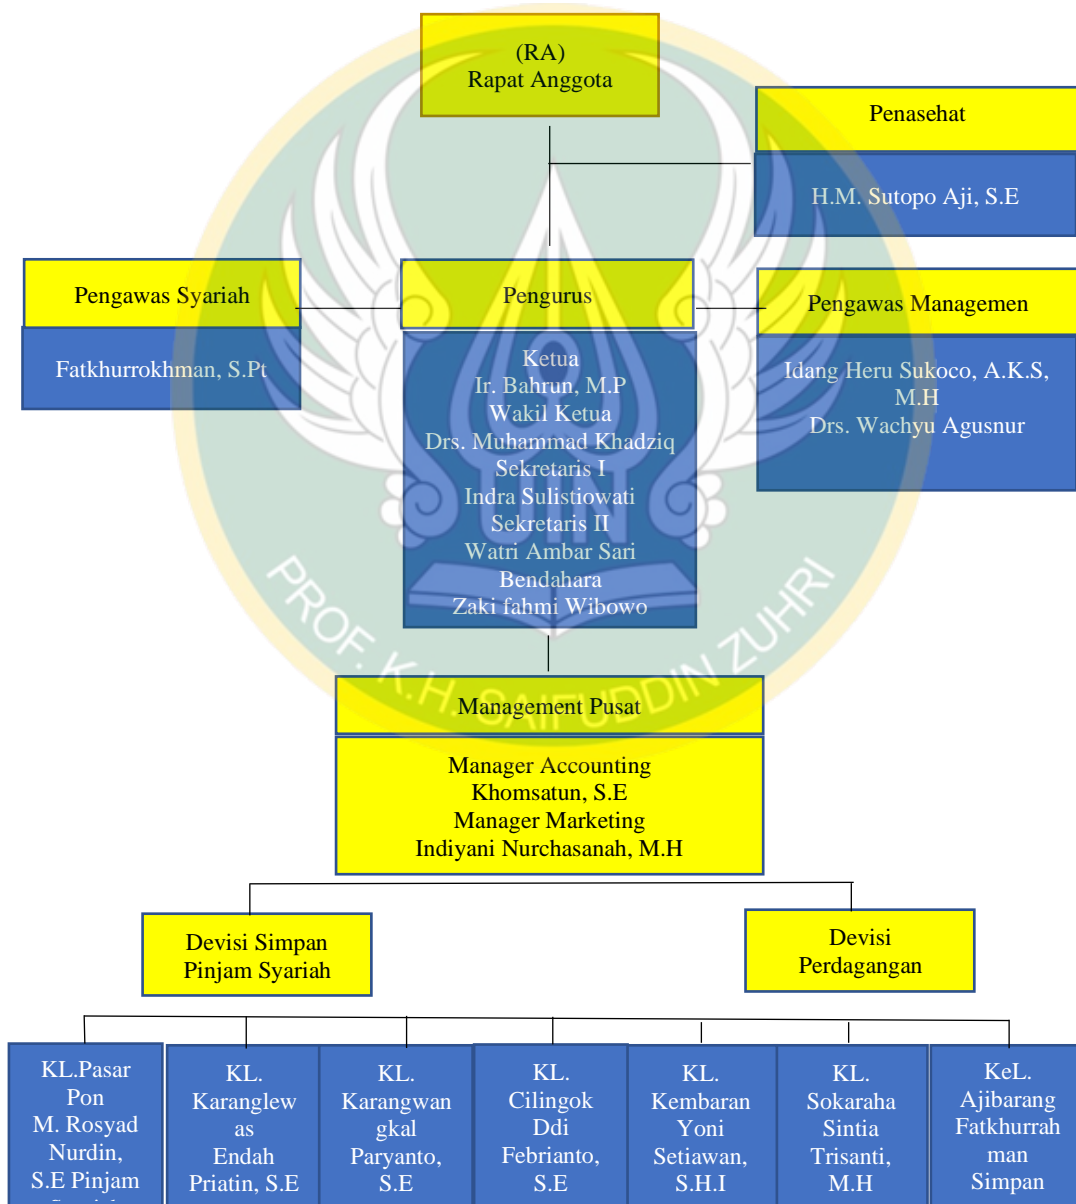 (RA)
Rapat Anggota
Penasehat
H.M. Sutopo Aji, S.E
Pengawas Syariah
Fatkhurrokhman, S.Pt
Pengurus
Ketua
Ir. Bahrun, M.P
Wakil Ketua
Drs. Muhammad Khadziq
Sekretaris I
Indra Sulistiowati
Sekretaris II
Watri Ambar Sari
Bendahara
Zaki fahmi Wibowo
Pengawas Managemen
Idang Heru Sukoco, A.K.S,
M.H
Drs. Wachyu Agusnur
UIN
PROF. K.H. SAIFUDDIN ZUHRI
Management Pusat
Manager Accounting
Khomsatun, S.E
Manager Marketing
Indiyani Nurchasanah, M.H
Devisi Simpan
Pinjam Syariah
Devisi
Perdagangan
KL.Pasar
Pon
M. Rosyad
Nurdin,
S.E Pinjam
KL.
Karanglew
as
Endah
Priatin, S.E
KL.
Karangwan
gkal
Paryanto,
S.E
KL.
Cilingok
Ddi
Febrianto,
S.E
KL.
Kembaran
Yoni
Setiawan,
S.H.I
KL.
Sokaraha
Sintia
Trisanti,
M.H
KeL.
Ajibarang
Fatkhurrah
man
Simpan